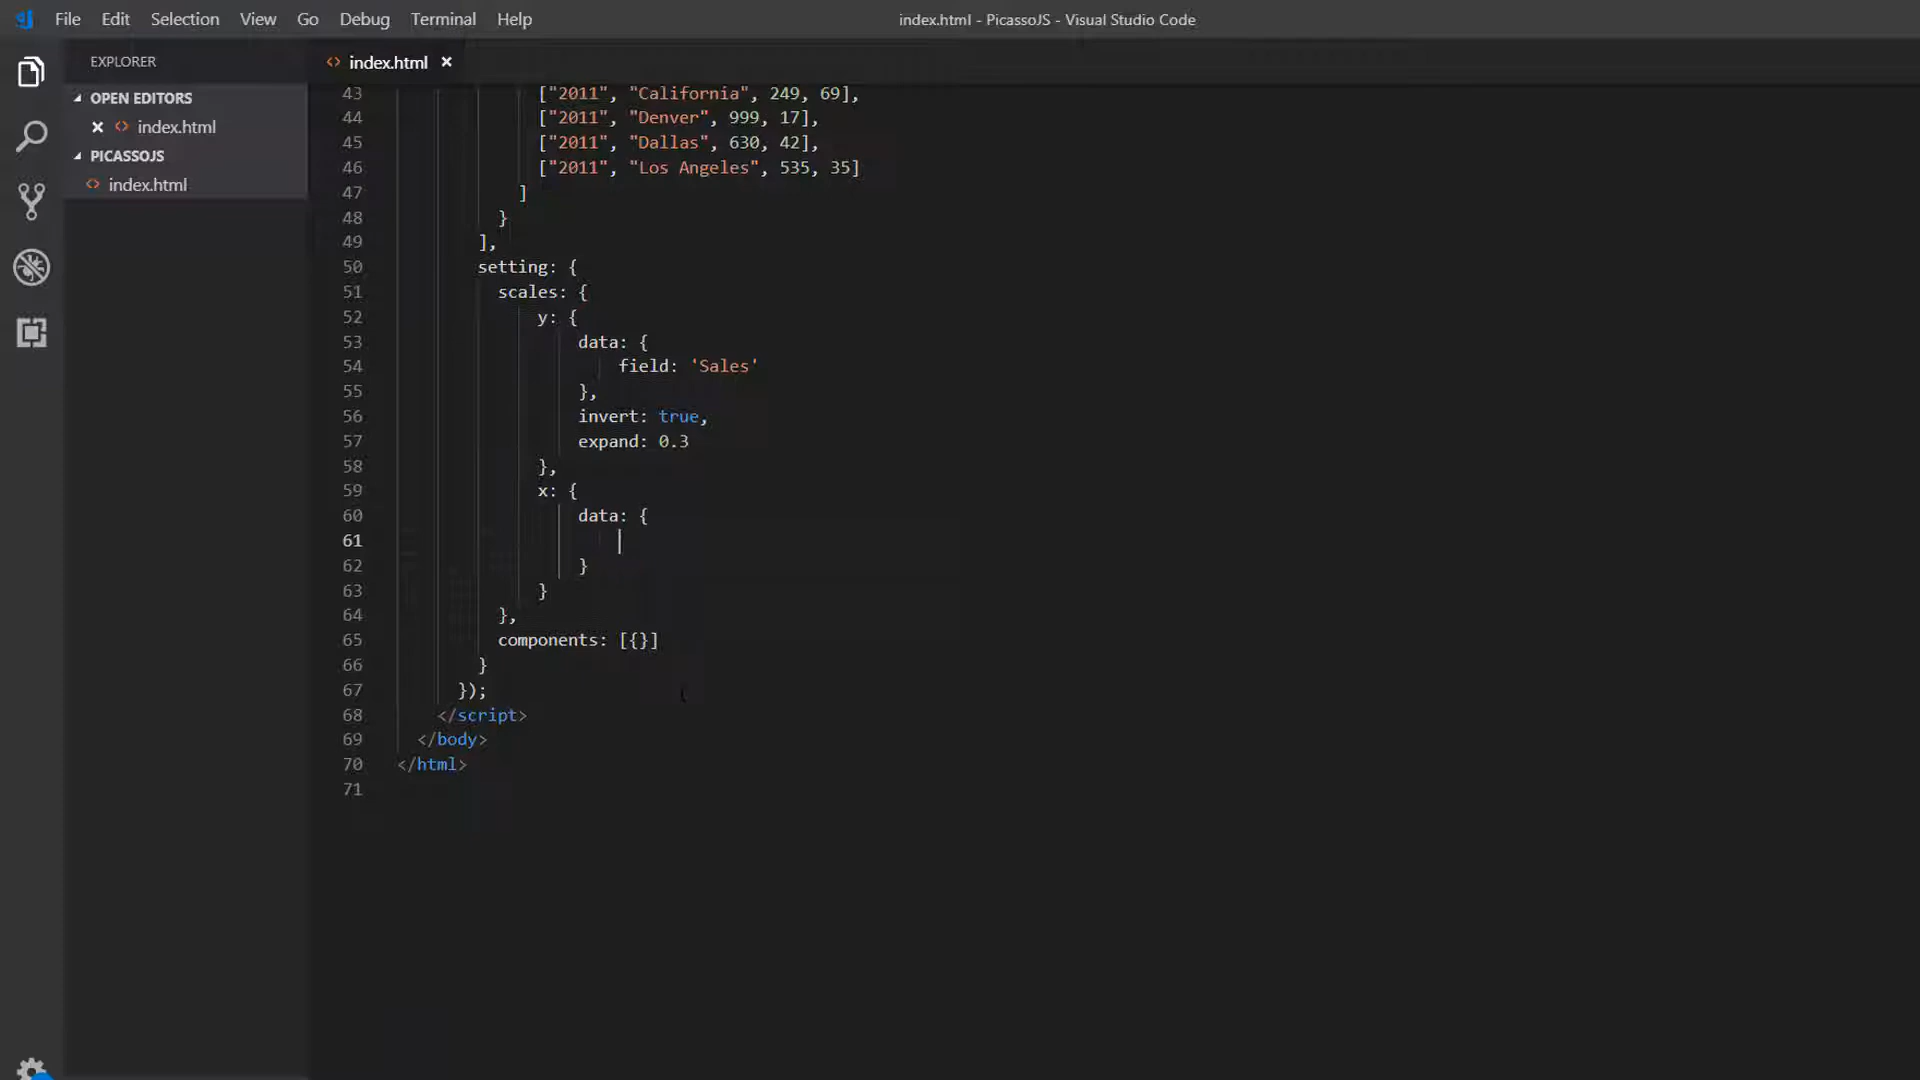 File Edit Selection View Go Debug Terminal Help
index.html - PicassoJS - Visual Studio Code
EXPLORER
index.html
OPEN EDITORS
index.html
PICASSOJS
index.html
43 ["2011", "California", 249, 69],
44 ["2011", "Denver", 999, 17],
45 ["2011", "Dallas", 630, 42],
46 ["2011", "Los Angeles", 535, 35]
47 ]
48 }
49 ],
50 setting: {
51 scales: {
52 y: {
53 data: {
54 field: 'Sales'
55 },
56 invert: true,
57 expand: 0.3
58 },
59 x: {
60 data: {
61
62 }
63 }
64 },
65 components: [{}]
66 }
67 });
68 </script>
69 </body>
70 </html>
71